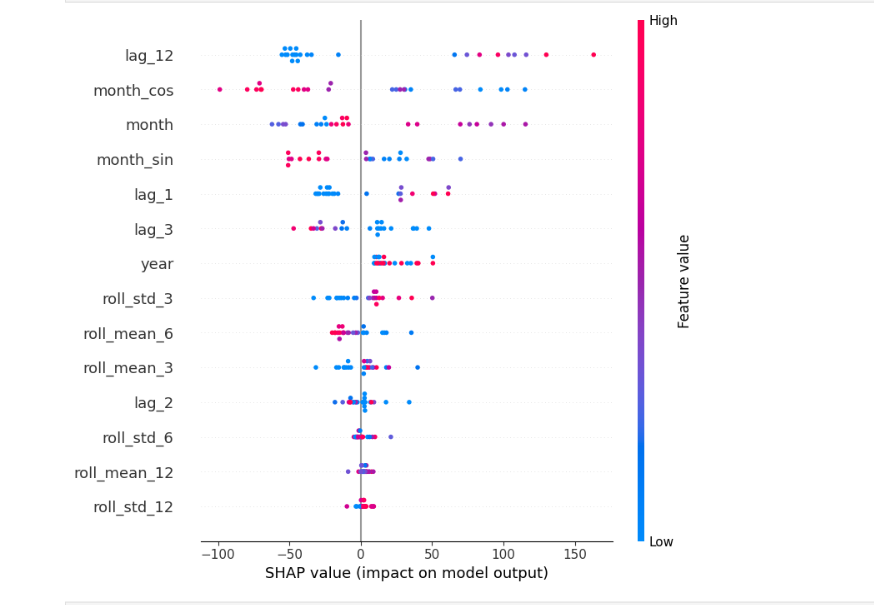 High
lag_12
month_cos
month
month_sin
lag_1
lag_3
year
roll_std_3
roll_mean_6
roll_mean_3
lag_2
roll_std_6
roll_mean_12
roll_std_12
Feature value
Low
−100 −50 0 50 100 150
SHAP value (impact on model output)